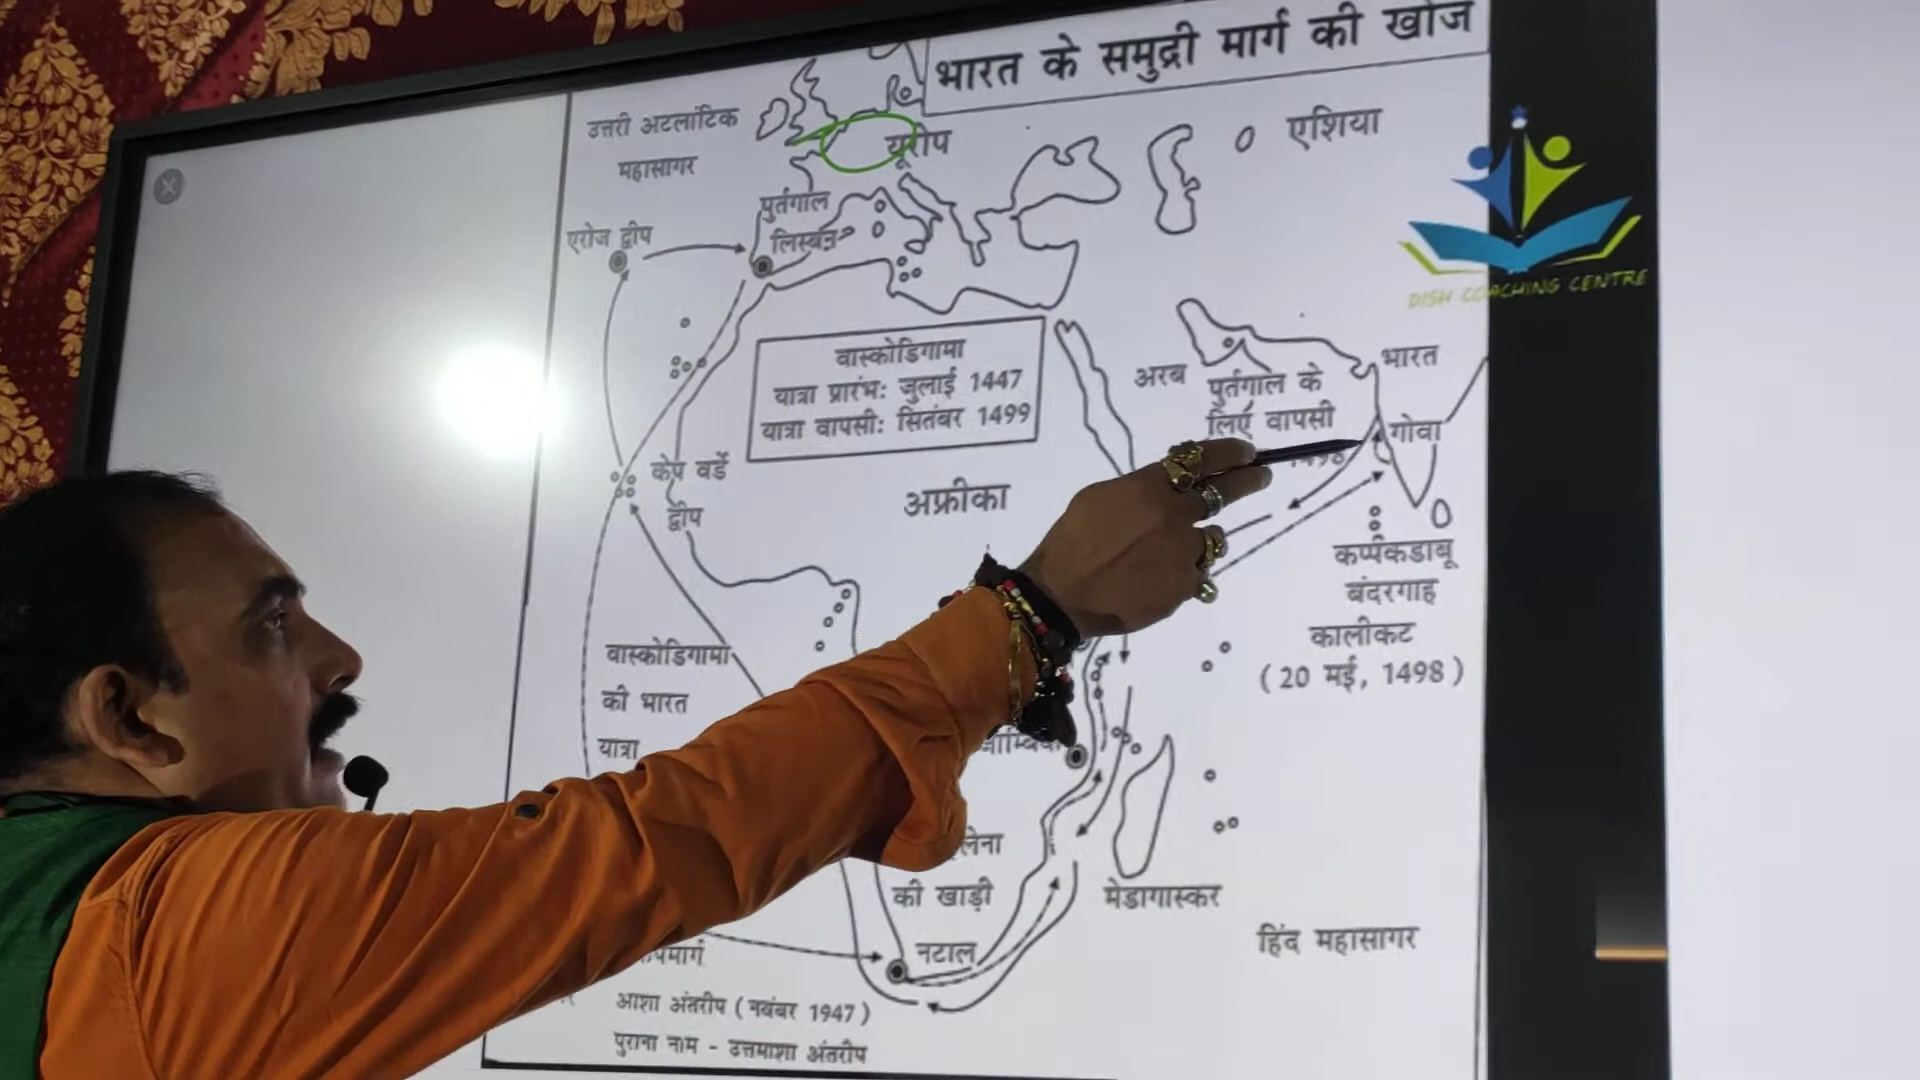 भारत के समुद्री मार्ग की खोज
उत्तरी अटलांटिक
महासागर
यूरोप
एशिया
पुर्तगाल
लिस्बन
एरोज द्वीप
DISH COACHING CENTRE
वास्कोडिगामा
यात्रा प्रारंभः जुलाई 1447
यात्रा वापसीः सितंबर 1499
अरब
पुर्तगाल के
लिए वापसी
1498
भारत
गोवा
केप वर्डे
द्वीप
अफ्रीका
कर्प्पकडाबू
बंदरगाह
कालीकट
( 20 मई, 1498 )
वास्कोडिगामा
की भारत
यात्रा
की खाड़ी
मेडागास्कर
नटाल
हिंद महासागर
आशा अंतरीप ( नवंबर 1947 )
पुराना नाम - उत्तमाशा अंतरीप